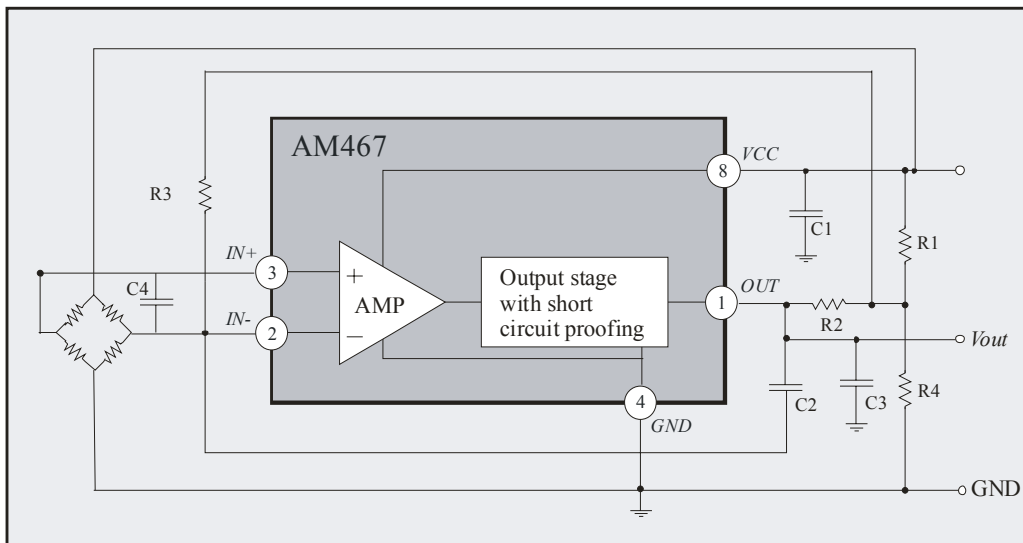 AM467
VCC
8
R3
C1
R1
IN+
3
+
AMP
Output stage
with short
circuit proofing
OUT
1
C4
IN-
2
−
R2
Vout
4
GND
C2
C3
R4
GND